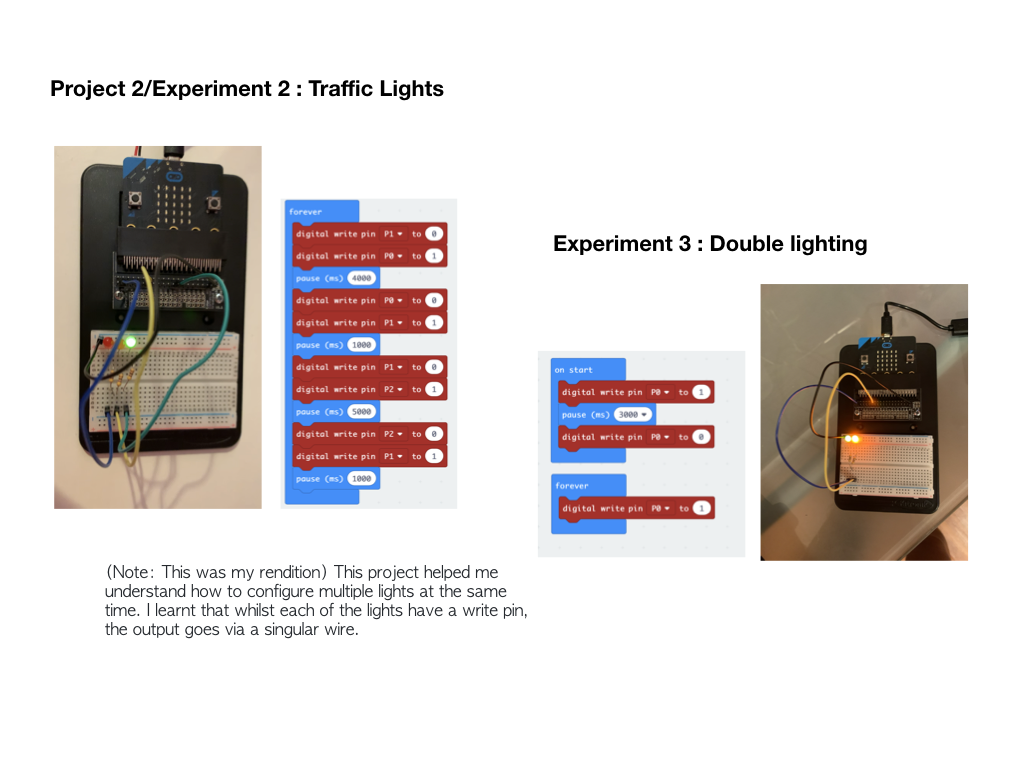 Project 2/Experiment 2 : Traffic Lights
forever
digital write pin P1 to 0
digital write pin P0 to 1
pause (ms) 4000
digital write pin P0 to 0
digital write pin P1 to 1
pause (ms) 1000
digital write pin P1 to 0
digital write pin P2 to 1
pause (ms) 5000
digital write pin P2 to 0
digital write pin P1 to 1
pause (ms) 1000
(Note: This was my rendition) This project helped me
understand how to configure multiple lights at the same
time. I learnt that whilst each of the lights have a write pin,
the output goes via a singular wire.
Experiment 3 : Double lighting
on start
digital write pin P0 to 1
pause (ms) 3000
digital write pin P0 to 0
forever
digital write pin P0 to 1